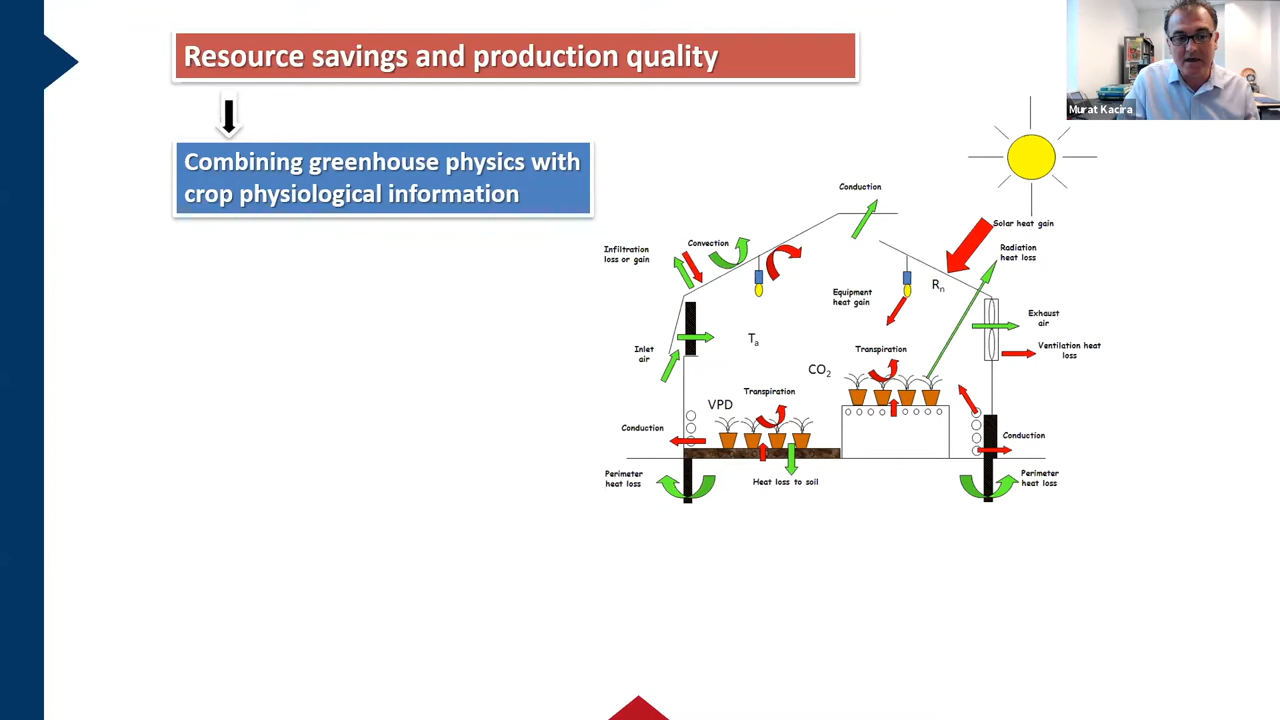 Resource savings and production quality
Murat Kacira
Combining greenhouse physics with
crop physiological information
Conduction
Solar heat gain
Convection
Infiltration
loss or gain
Radiation
heat loss
Equipment
heat gain
Rn
Exhaust
air
Inlet
air
Ta
Transpiration
Ventilation heat
loss
CO2
Transpiration
VPD
Conduction
Conduction
Perimeter
heat loss
Heat loss to soil
Perimeter
heat loss